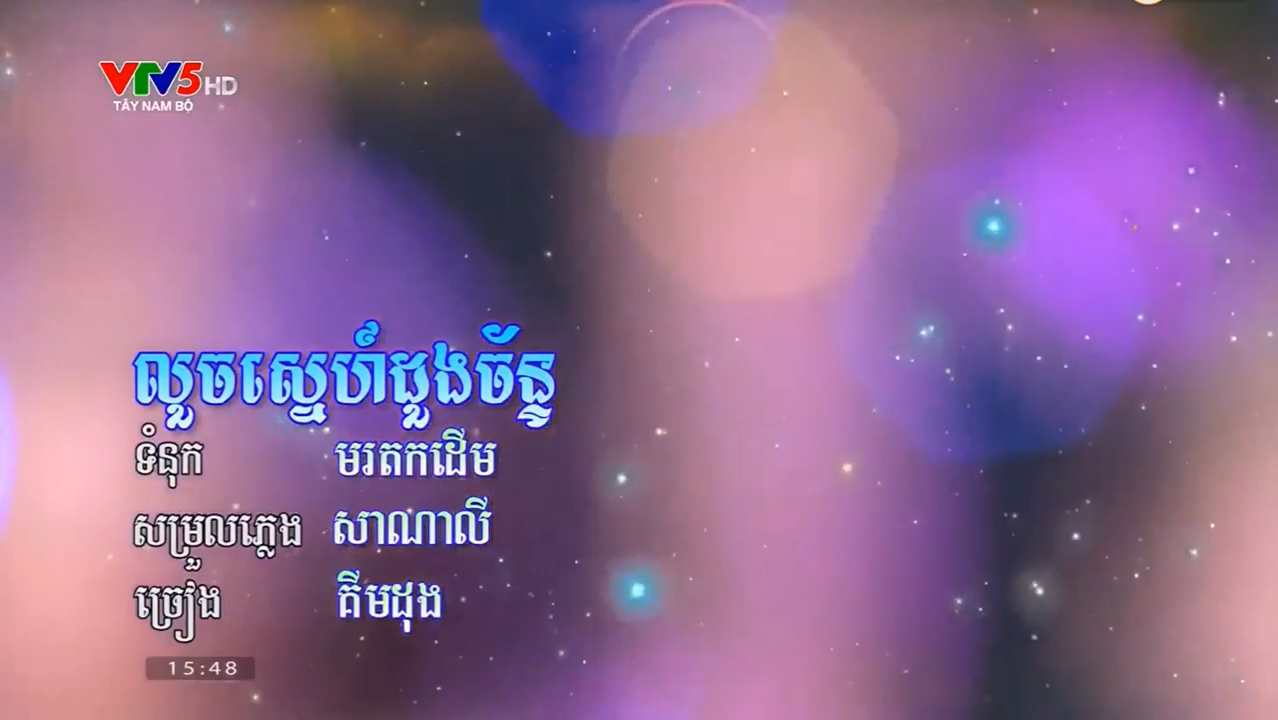 VTV5 HD
TÂY NAM BỘ
លួចស្នេហ៍ដួងច័ន្ទ
ទំនុក មរតកដើម
សម្រួលភ្លេង សាណាលី
ច្រៀង គីមដុង
15:48